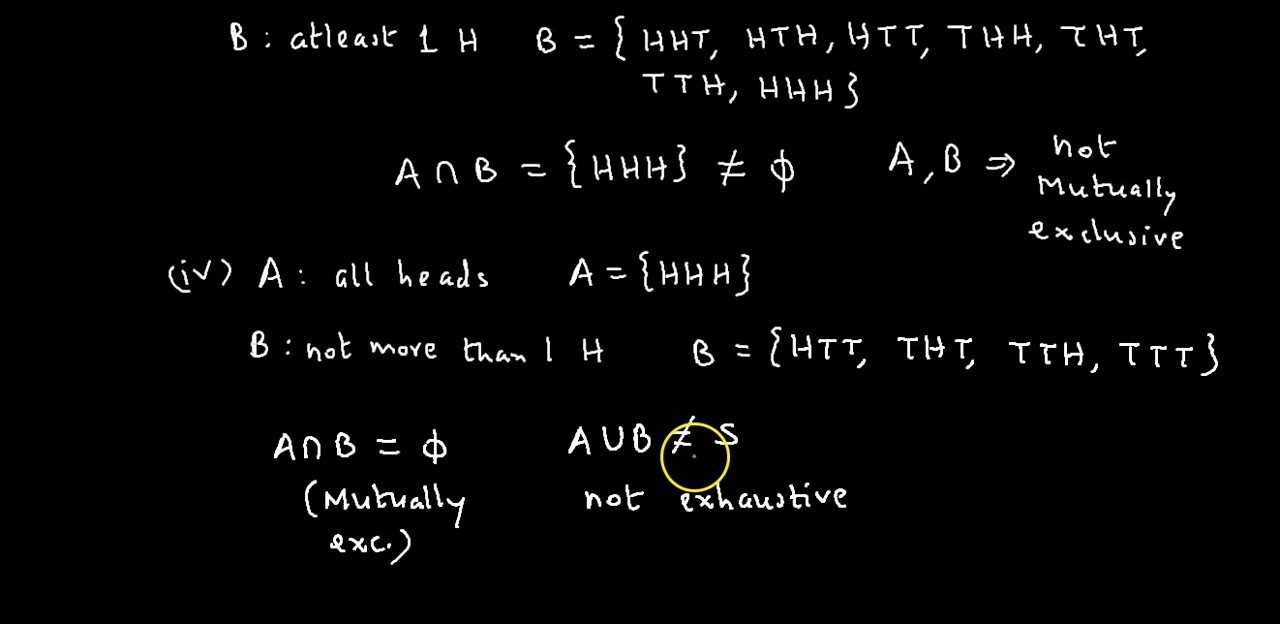 B : atleast 1 H   B = { HHT, HTH, HTT, THH, THT,
TTH, HHH }
A ∩ B = {HHH} ≠ ϕ   A, B ⇒ not
Mutually
exclusive
(iv) A : all heads   A = {HHH}
B : not more than 1 H   B = {HTT, THT, TTH, TTT}
A∩B = ϕ   A∪B ≠ S
(Mutually   not exhaustive
exc.)